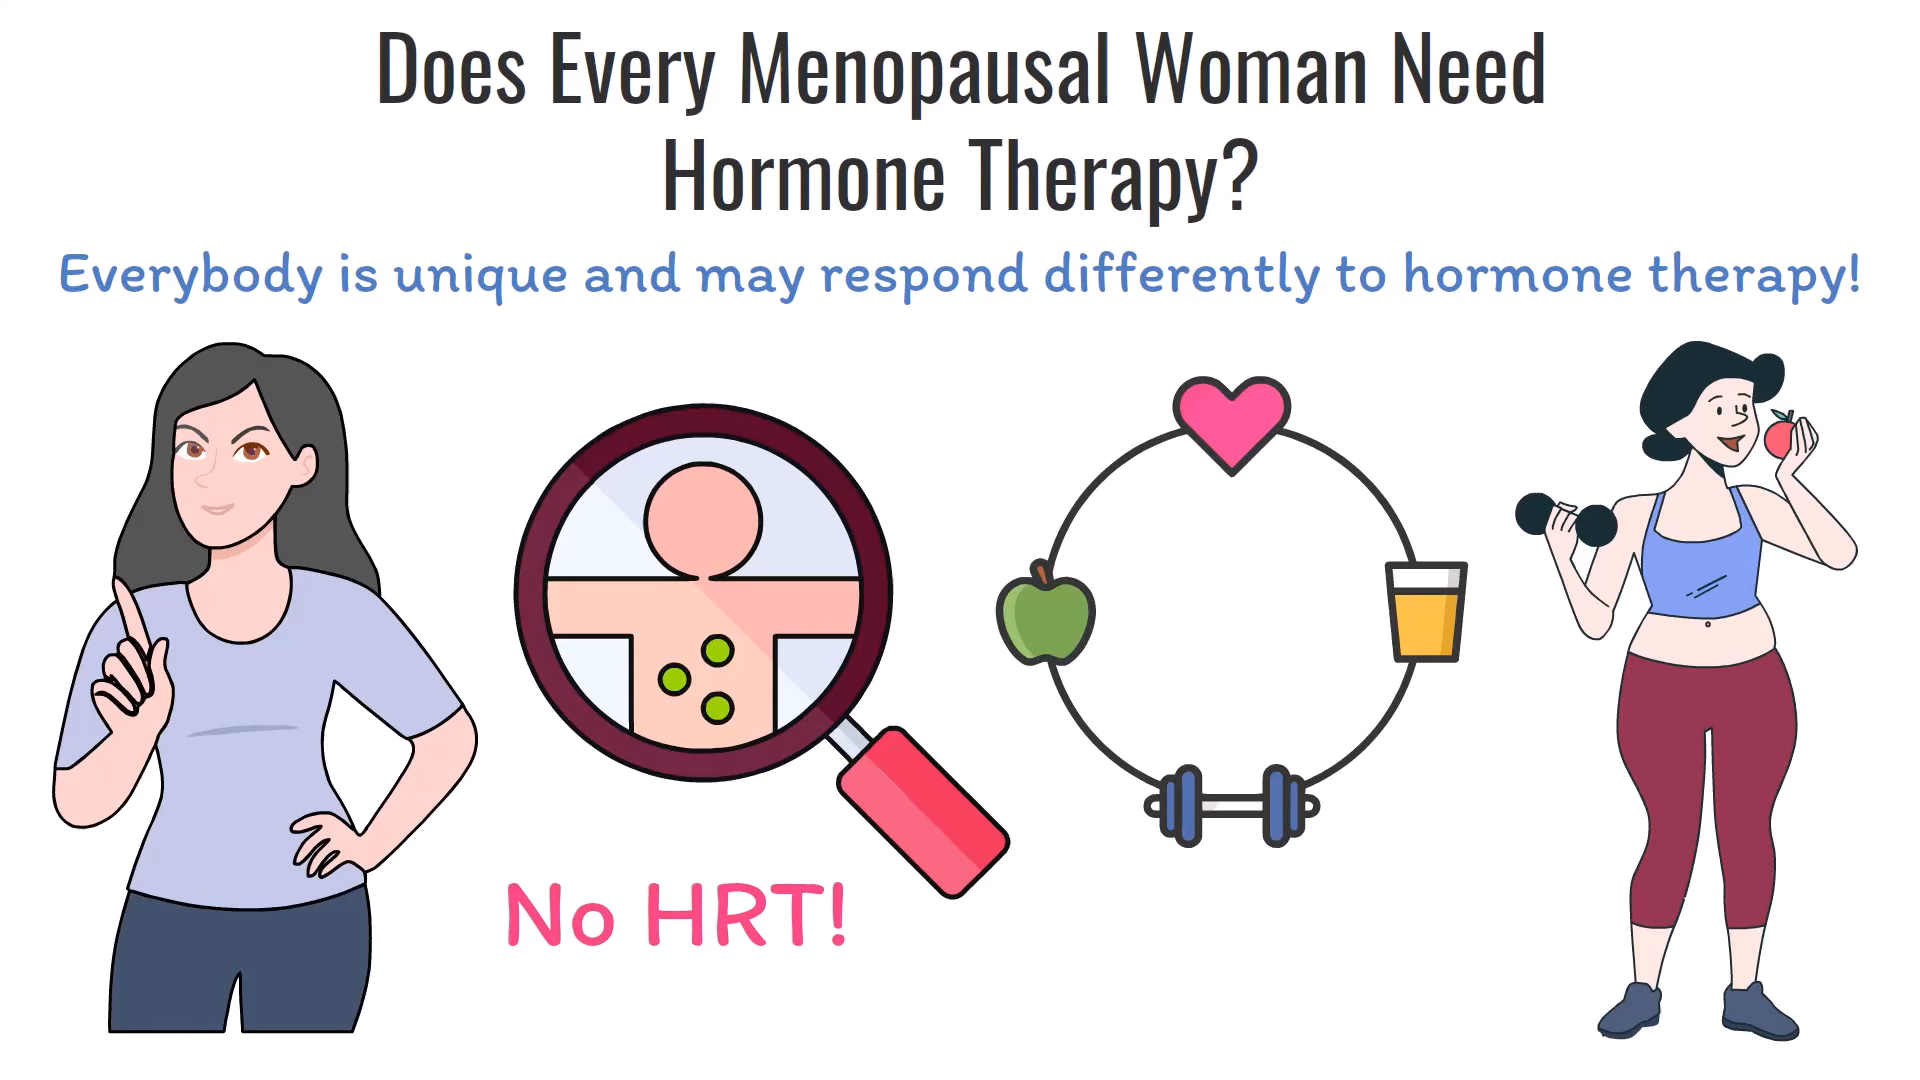 Does Every Menopausal Woman Need
Hormone Therapy?
Everybody is unique and may respond differently to hormone therapy!
No HRT!